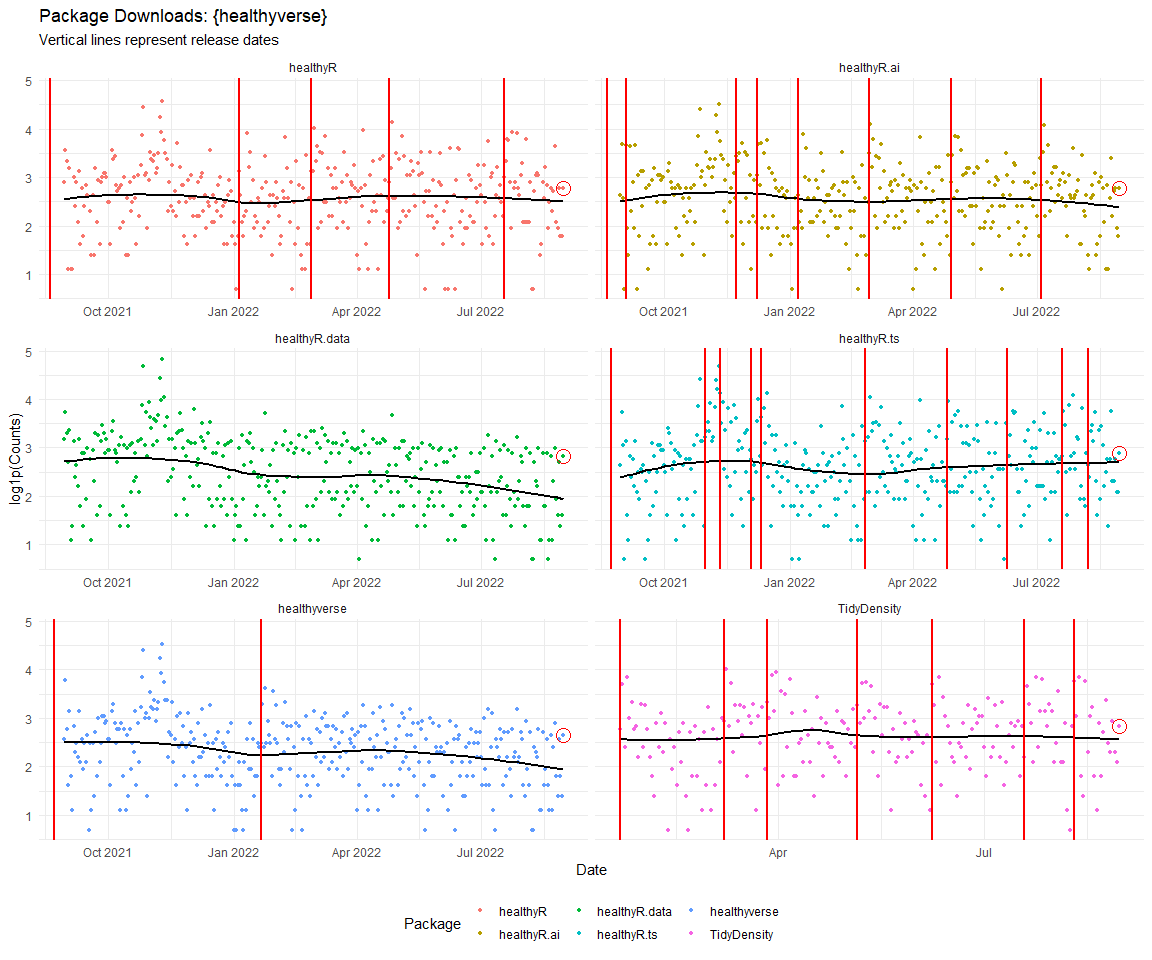 Package Downloads: {healthyverse}
Vertical lines represent release dates
healthyR
healthyR.ai
5
4
3
2
1
Oct 2021 Jan 2022 Apr 2022 Jul 2022
Oct 2021 Jan 2022 Apr 2022 Jul 2022
healthyR.data
healthyR.ts
5
4
3
2
1
log1p(Counts)
Oct 2021 Jan 2022 Apr 2022 Jul 2022
Oct 2021 Jan 2022 Apr 2022 Jul 2022
healthyverse
TidyDensity
5
4
3
2
1
Oct 2021 Jan 2022 Apr 2022 Jul 2022
Apr Jul
Date
Package
healthyR healthyR.data healthyverse
healthyR.ai healthyR.ts TidyDensity